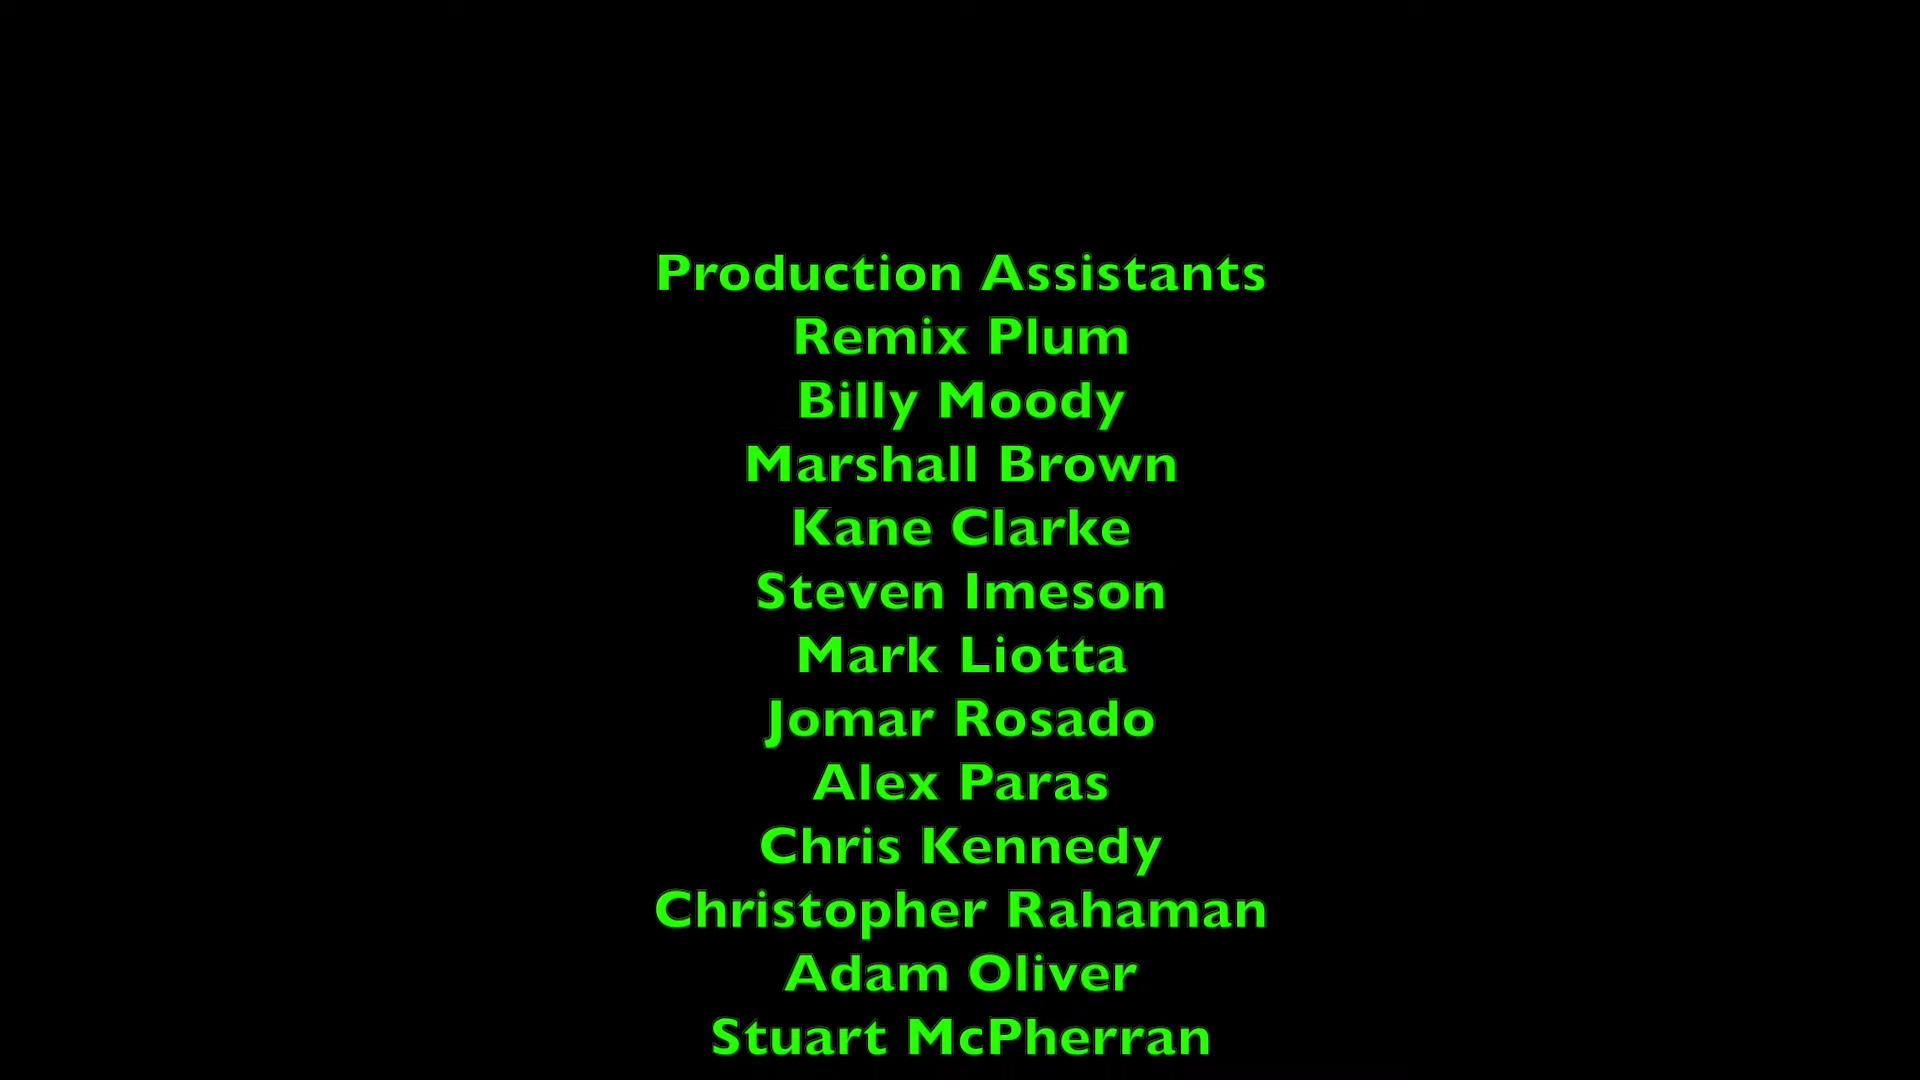 Production Assistants
Remix Plum
Billy Moody
Marshall Brown
Kane Clarke
Steven Imeson
Mark Liotta
Jomar Rosado
Alex Paras
Chris Kennedy
Christopher Rahaman
Adam Oliver
Stuart McPherran